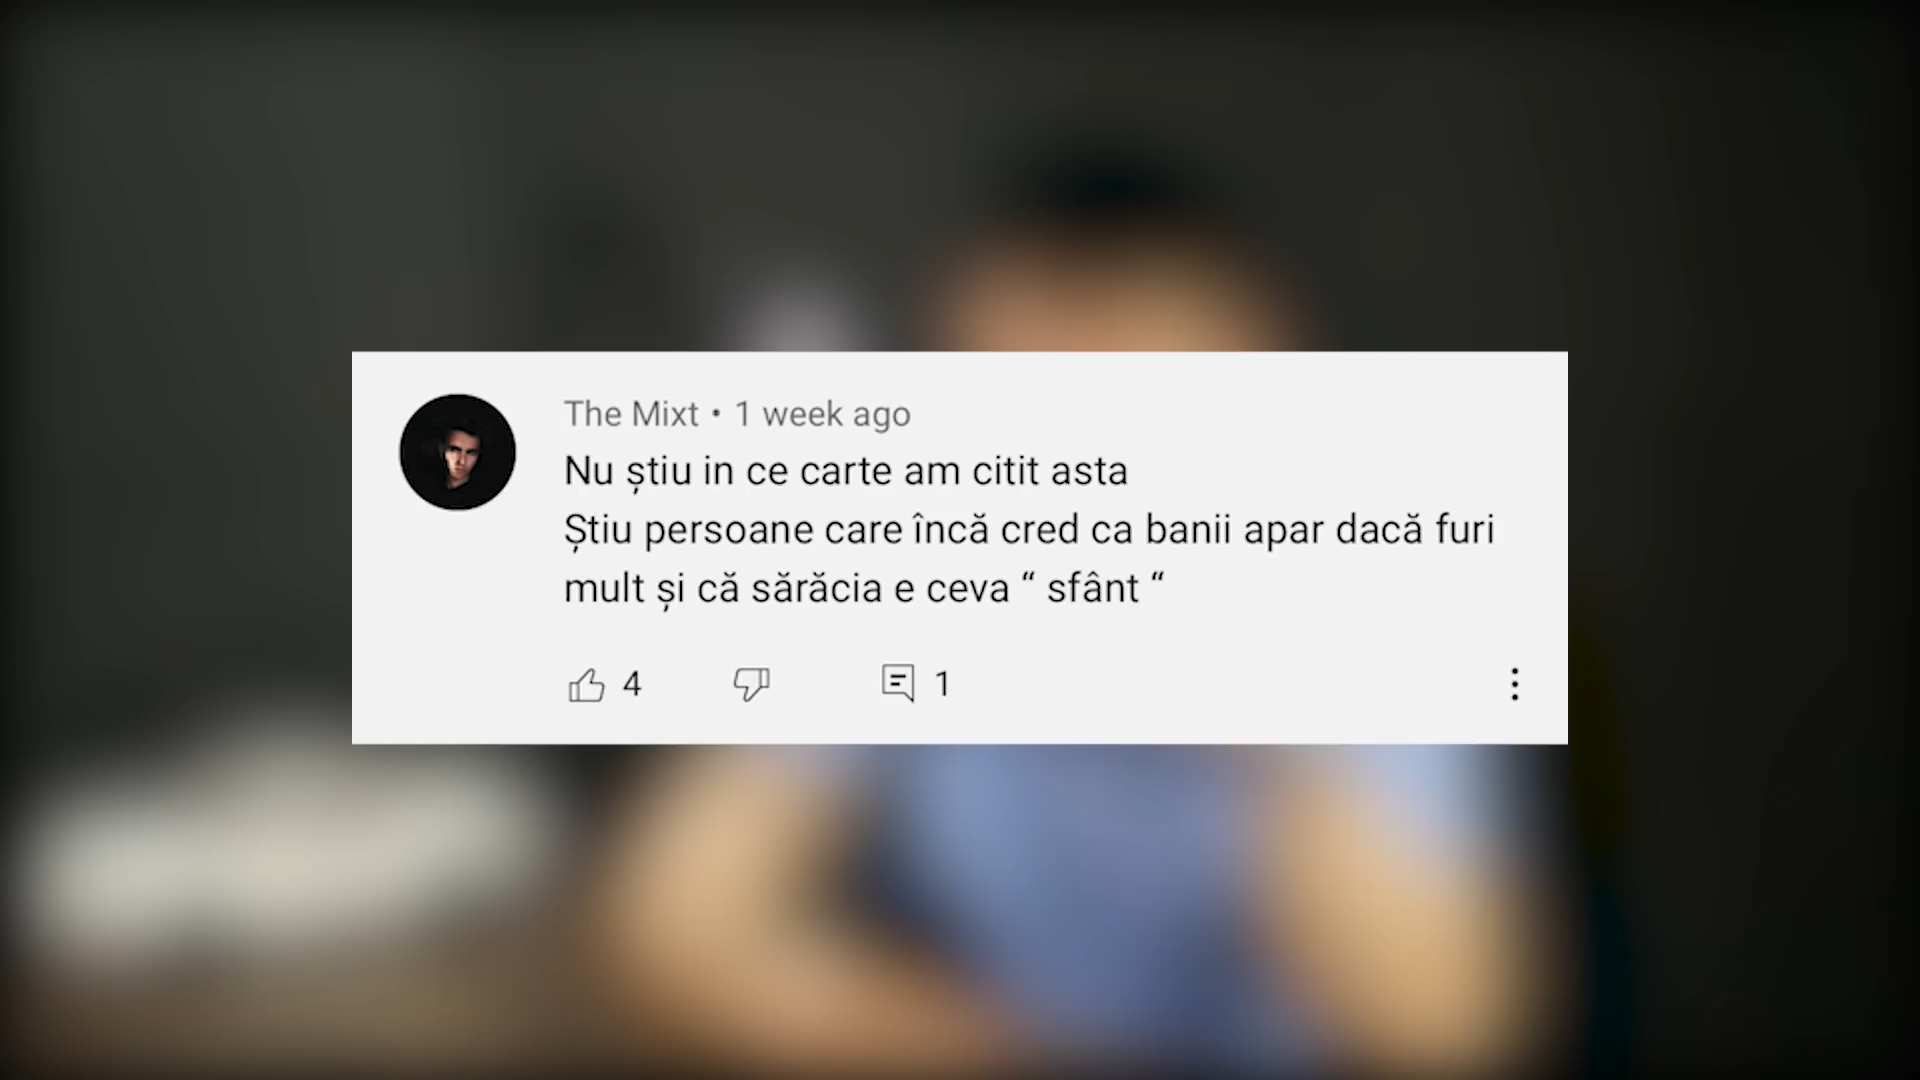 The Mixt • 1 week ago
Nu știu in ce carte am citit asta
Știu persoane care încă cred ca banii apar dacă furi
mult și că sărăcia e ceva “ sfânt “
4 1